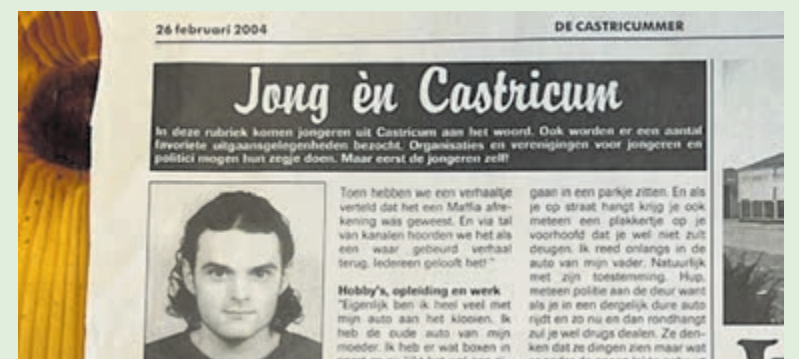 26 februari 2004
DE CASTRICUMMER
Jong èn Castricum
In deze rubriek komen jongeren uit Castricum aan het woord. Ook worden er een aantal
favoriete uitgaansgelegenheden bezocht. Organisaties en verenigingen voor jongeren en
politici mogen hun zegje doen. Maar eerst de jongeren zelf!
Toen hebben we een verhaaltje
verteld dat het een Maffia afre-
kening was geweest. En via tal
van kanalen hoorden we het als
een waar gebeurd verhaal
terug. Iedereen gelooft het!"
Hobby's, opleiding en werk
"Eigenlijk ben ik heel veel met
mijn auto aan het klooien. Ik
heb de oude auto van mijn
moeder. Ik heb er wat boxen in
gaan in een parkje zitten. En als
je op straat hangt krijg je ook
meteen een plakkertje op je
voorhoofd dat je wel niet zult
deugen. Ik reed onlangs in de
auto van mijn vader. Natuurlijk
met zijn toestemming. Hup,
meteen politie aan de deur want
als je in een dergelijk dure auto
rijdt en zo nu en dan rondhangt
zul je wel drugs dealen. Ze den-
ken dat ze dingen zien maar wat